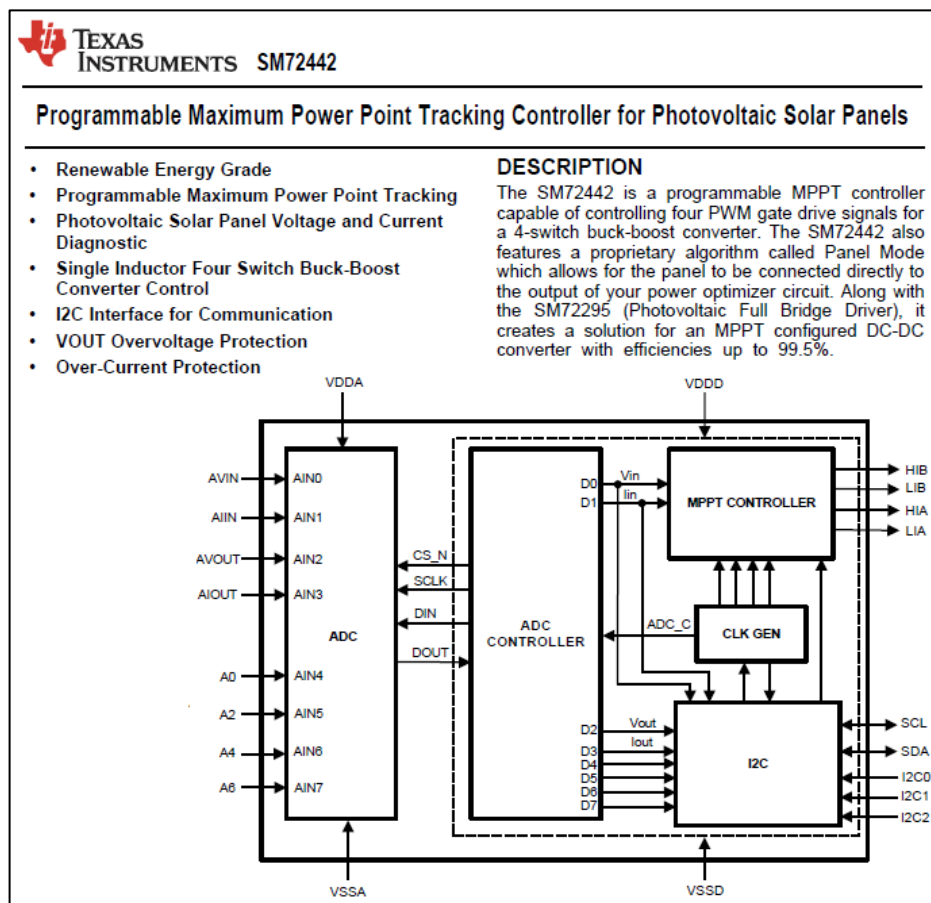 TEXAS
INSTRUMENTS SM72442
Programmable Maximum Power Point Tracking Controller for Photovoltaic Solar Panels
• Renewable Energy Grade
• Programmable Maximum Power Point Tracking
• Photovoltaic Solar Panel Voltage and Current
Diagnostic
• Single Inductor Four Switch Buck-Boost
Converter Control
• I2C Interface for Communication
• VOUT Overvoltage Protection
• Over-Current Protection
DESCRIPTION
The SM72442 is a programmable MPPT controller
capable of controlling four PWM gate drive signals for
a 4-switch buck-boost converter. The SM72442 also
features a proprietary algorithm called Panel Mode
which allows for the panel to be connected directly to
the output of your power optimizer circuit. Along with
the SM72295 (Photovoltaic Full Bridge Driver), it
creates a solution for an MPPT configured DC-DC
converter with efficiencies up to 99.5%.
VDDA
VDDD
AVIN
AIIN
AVOUT
AIOUT
A0
A2
A4
A6
AIN0
AIN1
AIN2
AIN3
AIN4
AIN5
AIN6
AIN7
ADC
CS_N
SCLK
DIN
DOUT
ADC
CONTROLLER
D0
D1
D2
D3
D4
D5
D6
D7
Vin
Iin
ADC_C
Vout
Iout
MPPT CONTROLLER
CLK GEN
I2C
HIB
LIB
HIA
LIA
SCL
SDA
I2C0
I2C1
I2C2
VSSA
VSSD